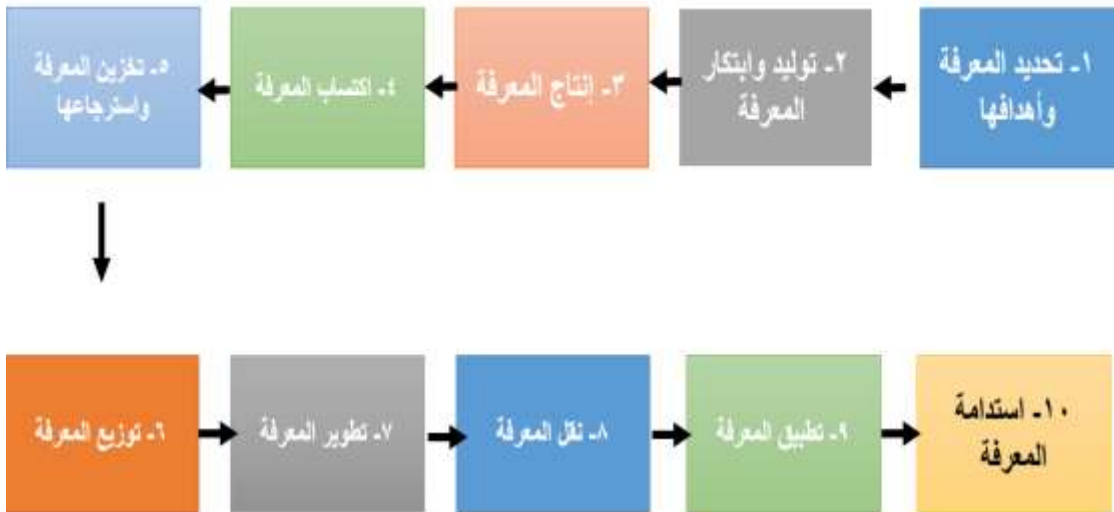 ١- تحديد المعرفة
وأهدافها
٢- توليد وابتكار
المعرفة
٣- إنتاج المعرفة
٤- اكتساب المعرفة
٥- تخزين المعرفة
واسترجاعها
٦- توزيع المعرفة
٧- تطوير المعرفة
٨- نقل المعرفة
٩- تطبيق المعرفة
١٠- استدامة
المعرفة